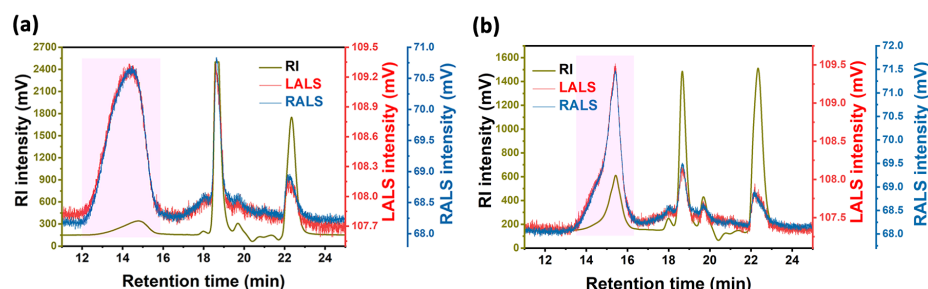 (a)
2700
2400
2100
1800
1500
1200
900
600
300
0
RI intensity (mV)
12 14 16 18 20 22 24
Retention time (min)
RI
LALS
RALS
109.5
109.2
108.9
108.6
108.3
108.0
107.7
LALS intensity (mV)
71.0
70.5
70.0
69.5
69.0
68.5
68.0
RALS intensity (mV)
(b)
1600
1400
1200
1000
800
600
400
200
0
RI intensity (mV)
12 14 16 18 20 22 24
Retention time (min)
RI
LALS
RALS
109.5
109.0
108.5
108.0
107.5
LALS intensity (mV)
72.0
71.5
71.0
70.5
70.0
69.5
69.0
68.5
68.0
RALS intensity (mV)